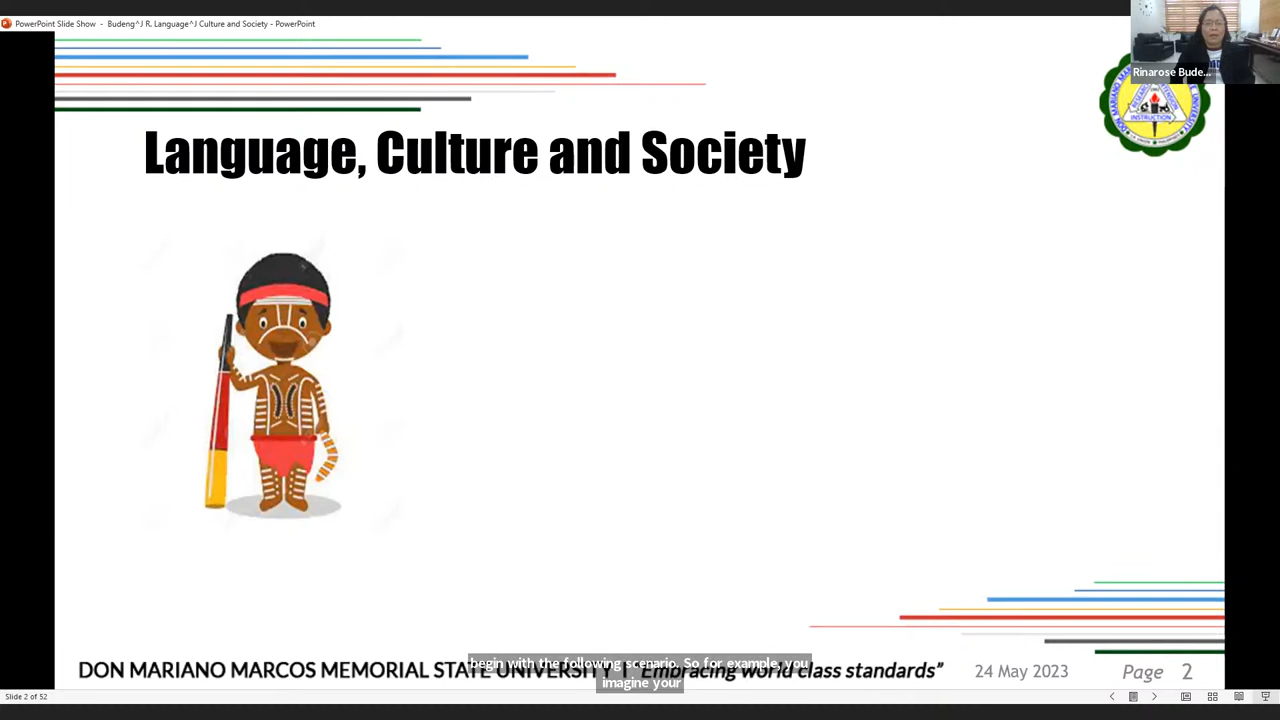 PowerPoint Slide Show - Budeng^J R. Language^J Culture and Society - PowerPoint
Rinarose Bude...
INSTRUCTION
Language, Culture and Society
begin with the following scenario. So for example, you
imagine your
DON MARIANO MARCOS MEMORIAL STATE UNIVERSITY Embracing world class standards”
24 May 2023
Page 2
Slide 2 of 52